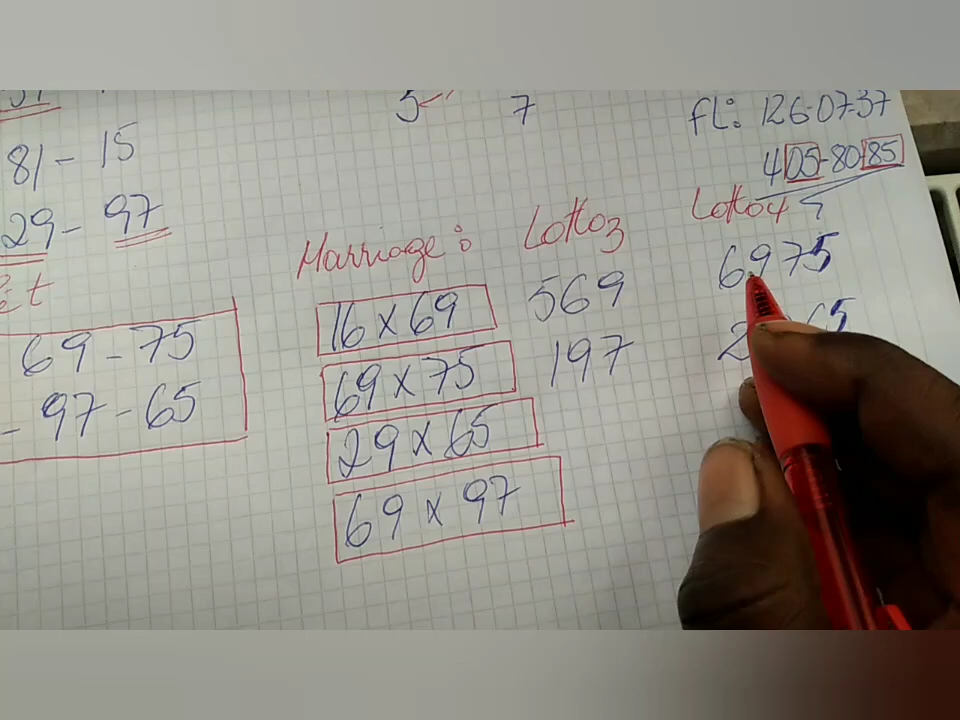 5 7
FL: 126-07-37
81 - 15
405-80-85
29 - 97
Marriage: Lotto3 Lotto4
569 6975
16 x 69
69 - 75
197
69 x 75
97 - 65
29 x 65
69 x 97